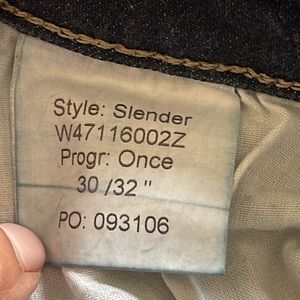 Style: Slender
W47116002Z
Progr: Once
30 /32 "
PO: 093106